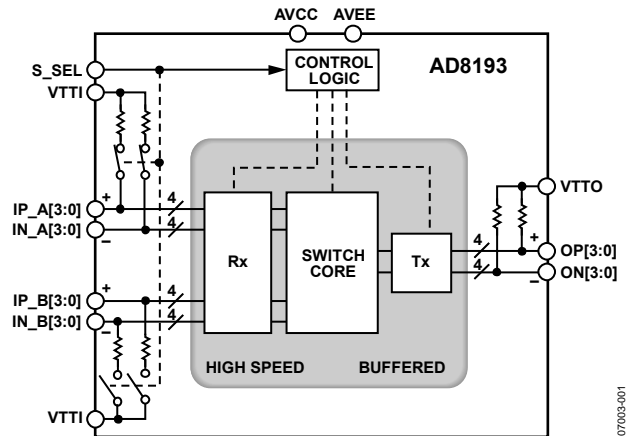 AVCC AVEE
S_SEL
CONTROL
LOGIC
AD8193
VTTI
VTTO
+
IP_A[3:0]
4
IN_A[3:0]
4
–
Rx
SWITCH
CORE
Tx
4
+
OP[3:0]
4
ON[3:0]
–
+
IP_B[3:0]
4
IN_B[3:0]
4
–
HIGH SPEED
BUFFERED
VTTI
07003-001